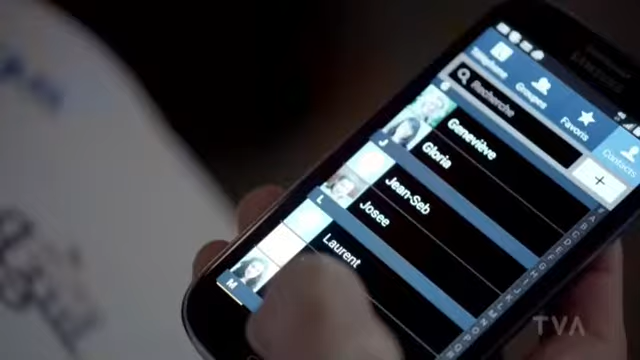 SAMSUNG
Téléphone
Groupes
Favoris
Contacts
Recherche
G
Geneviève
Gloria
J
Jean-Seb
Josee
L
Laurent
M
TVA